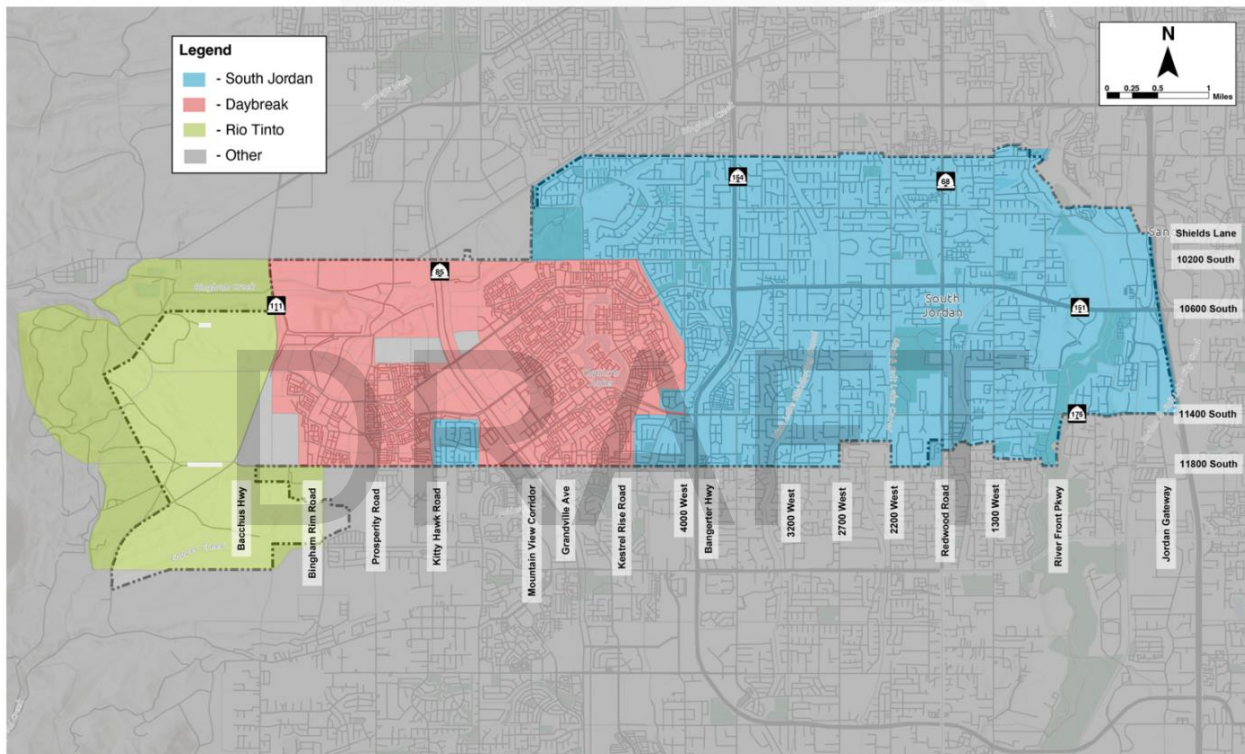 Legend
- South Jordan
- Daybreak
- Rio Tinto
- Other
N
0 0.25 0.5 1
Miles
154
68
Shields Lane
10200 South
85
Bingham Creek
111
South
Jordan
151
10600 South
DRAFT
175
11400 South
11800 South
Bacchus Hwy
Bingham Rim Road
Prosperity Road
Kitty Hawk Road
Mountain View Corridor
Grandville Ave
Kestrel Rise Road
4000 West
Bangerter Hwy
3200 West
2700 West
2200 West
Redwood Road
1300 West
River Front Pkwy
Jordan Gateway